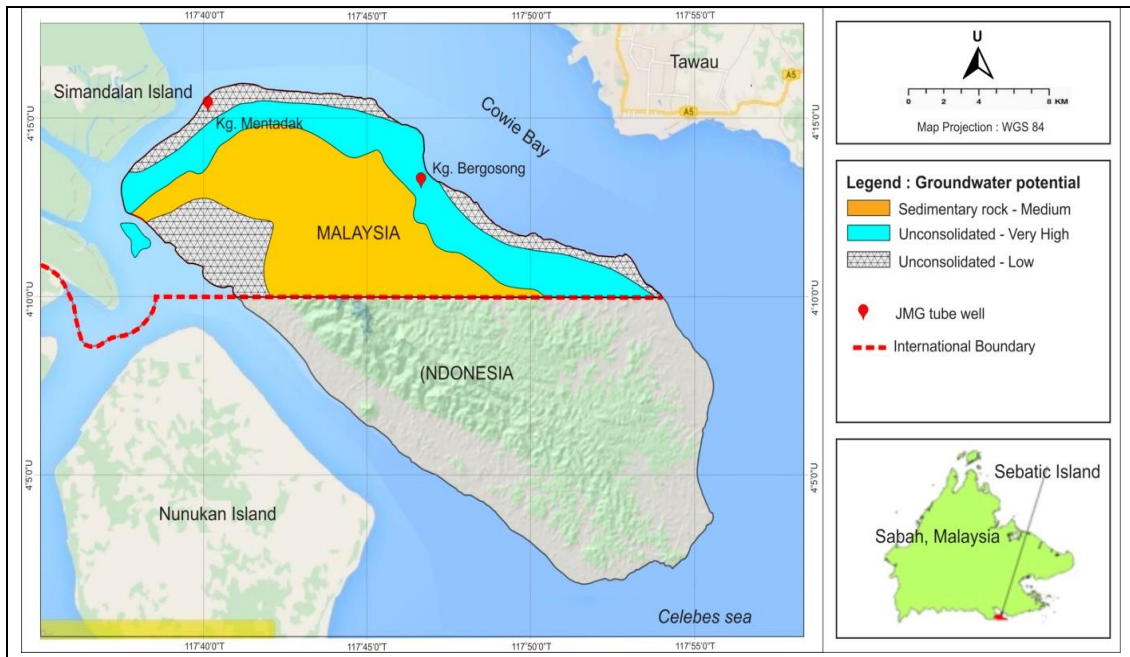 117°40'0"T 117°45'0"T 117°50'0"T 117°55'0"T
Tawau
A5
Simandalan Island
A5
Cowie Bay
4°15'0"U 4°15'0"U
Kg. Mentadak
Kg. Bergosong
MALAYSIA
4°10'0"U 4°10'0"U
(NDONESIA
4°5'0"U 4°5'0"U
Nunukan Island
Celebes sea
117°40'0"T 117°45'0"T 117°50'0"T 117°55'0"T
U
0 2 4 8 KM
Map Projection : WGS 84
Legend : Groundwater potential
Sedimentary rock - Medium
Unconsolidated - Very High
Unconsolidated - Low
JMG tube well
International Boundary
Sebatic Island
Sabah, Malaysia